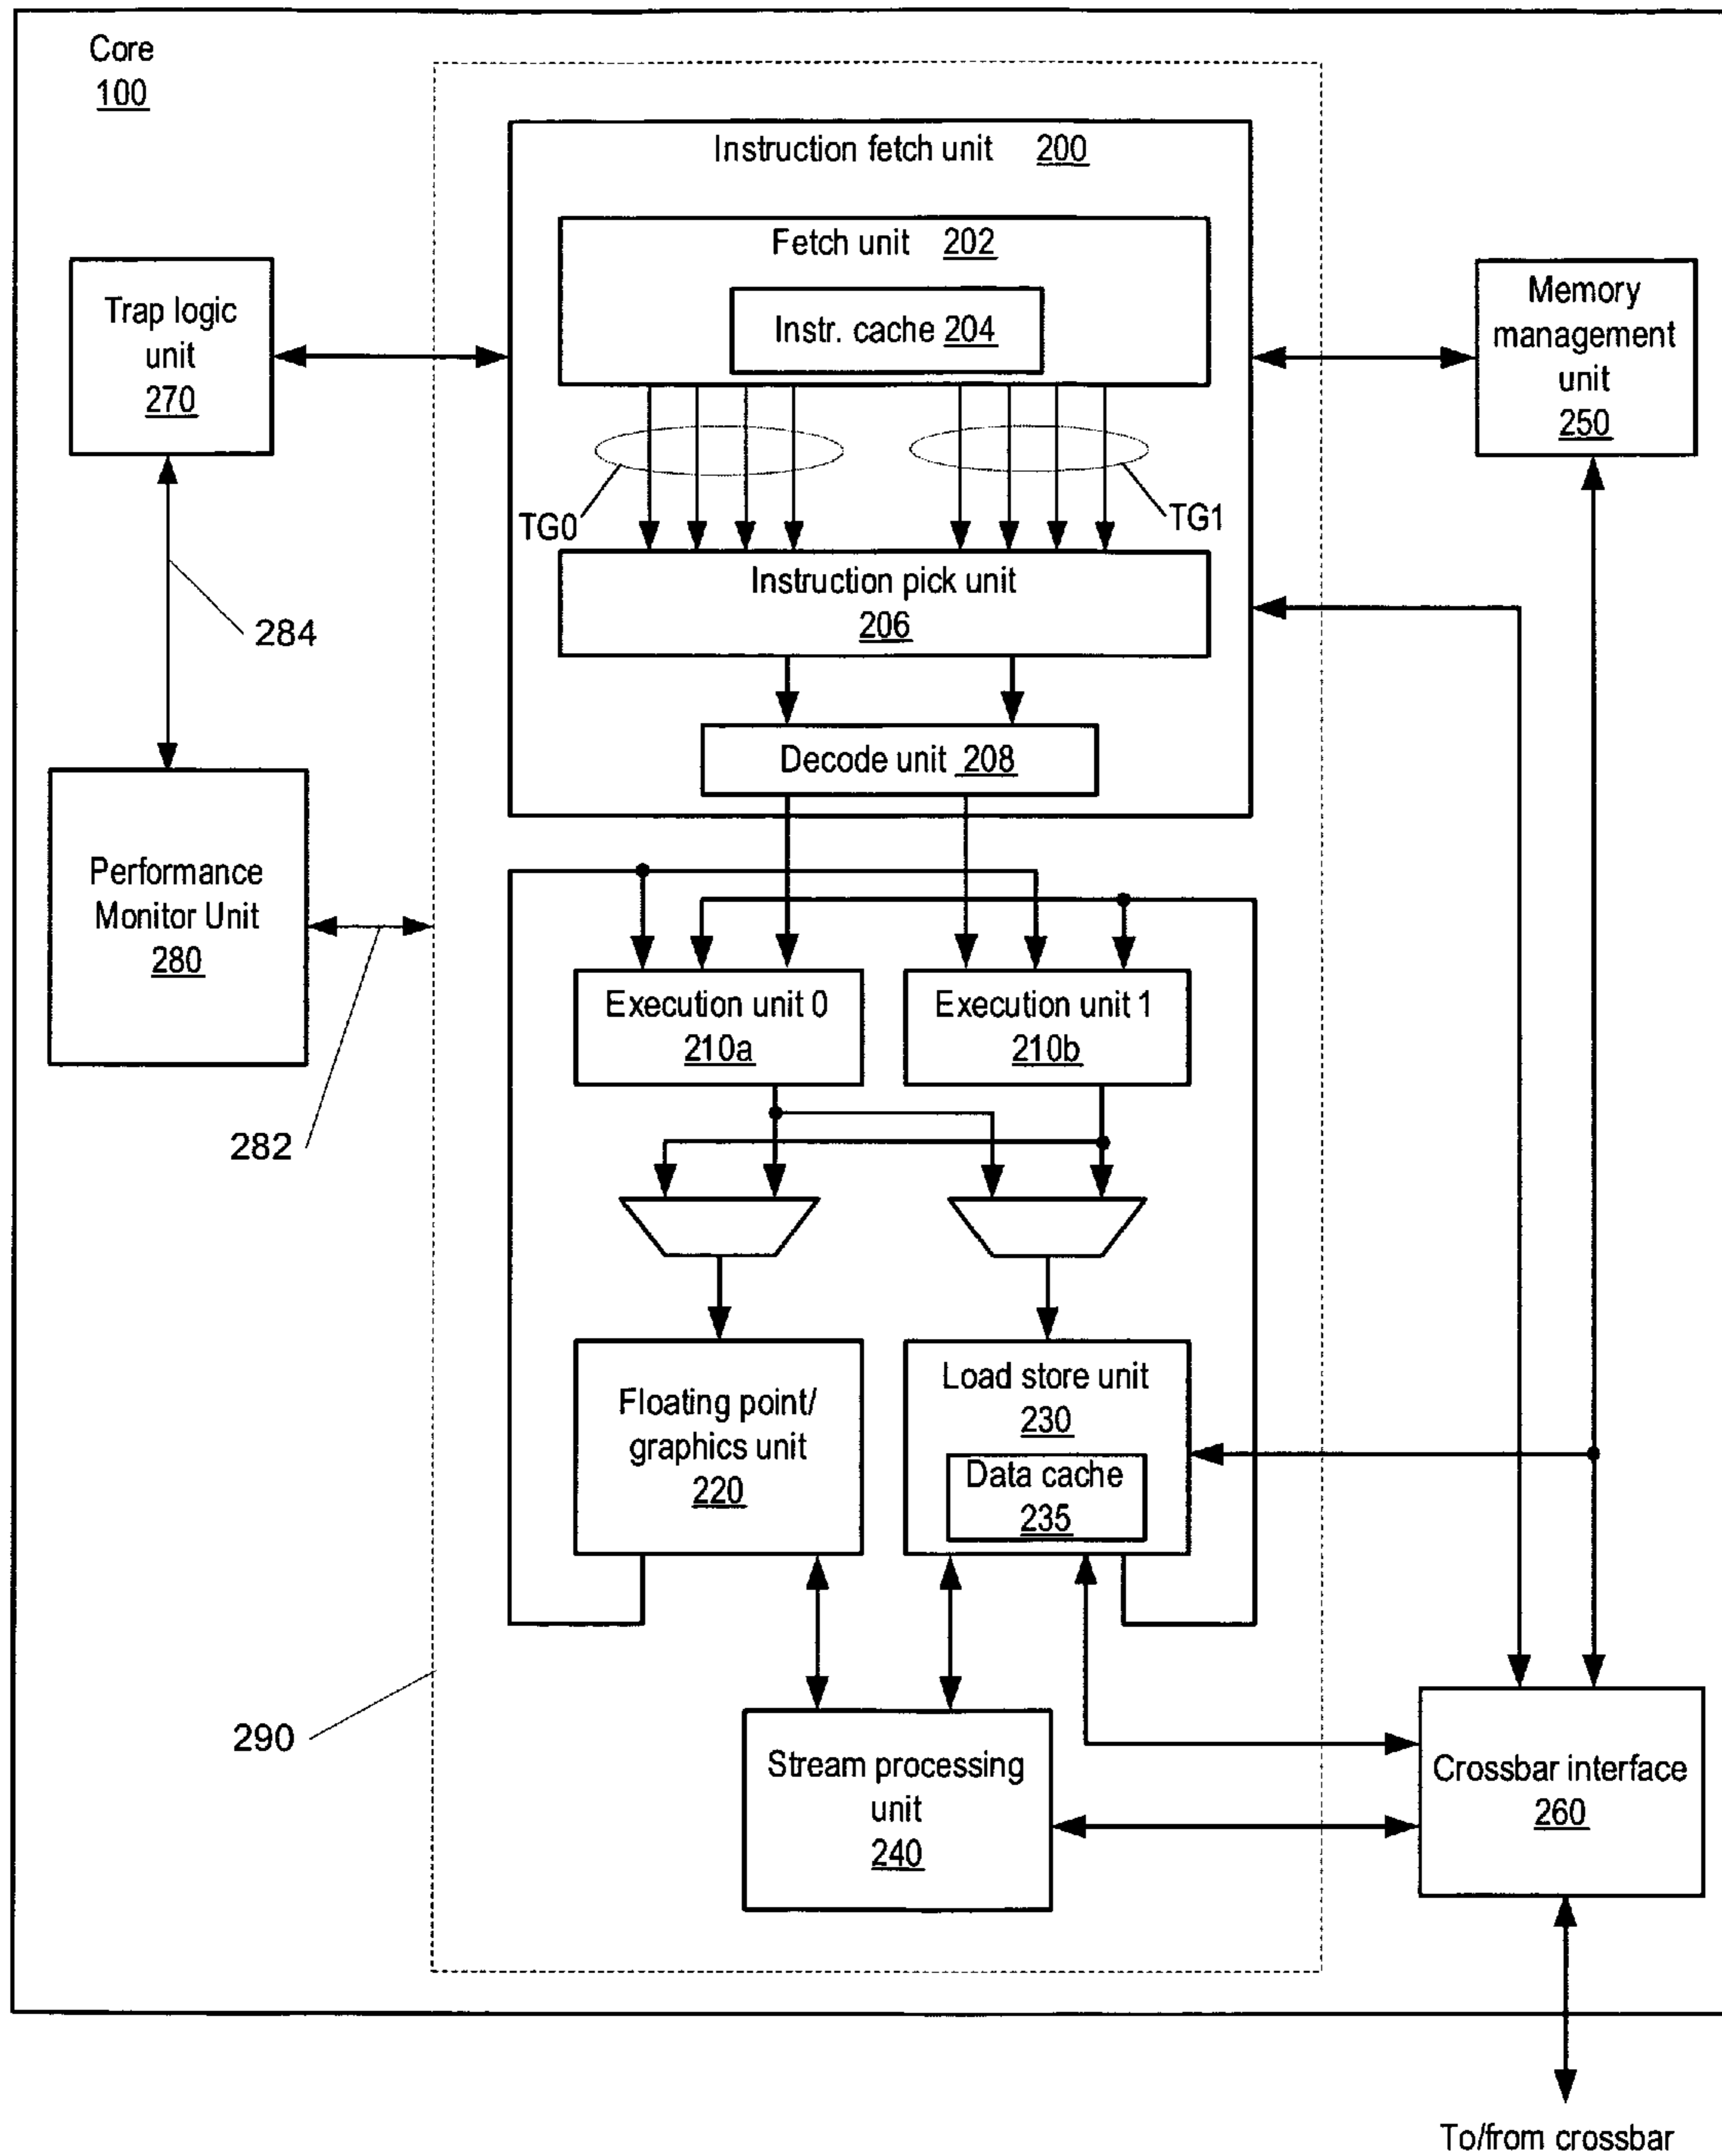 Core
100
Instruction fetch unit 200
Fetch unit 202
Instr. cache 204
Trap logic
unit
270
Memory
management
unit
250
TG0
TG1
Instruction pick unit
206
284
Decode unit 208
Performance
Monitor Unit
280
Execution unit 0
210a
Execution unit 1
210b
282
Floating point/
graphics unit
220
Load store unit
230
Data cache
235
290
Stream processing
unit
240
Crossbar interface
260
To/from crossbar